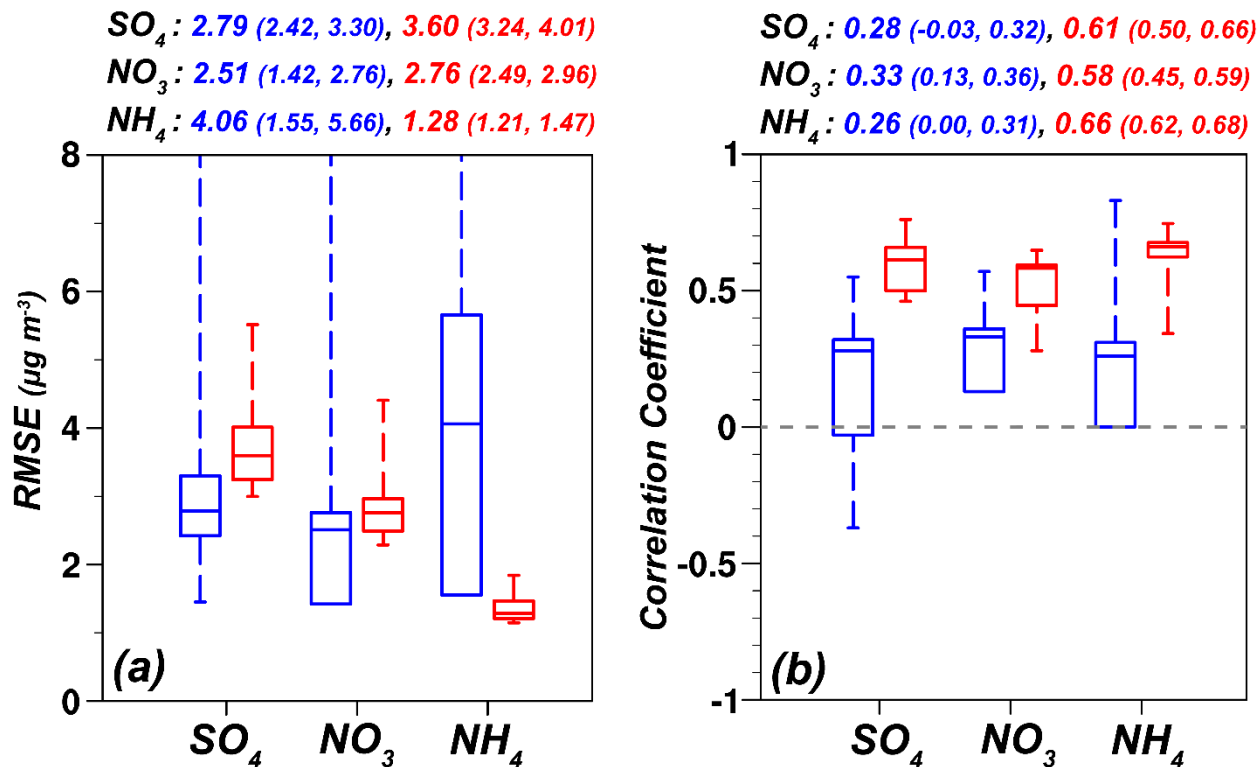 SO₄ : 2.79 (2.42, 3.30), 3.60 (3.24, 4.01)
NO₃ : 2.51 (1.42, 2.76), 2.76 (2.49, 2.96)
NH₄ : 4.06 (1.55, 5.66), 1.28 (1.21, 1.47)
8
6
4
2
0
RMSE (µg m⁻³)
(a)
SO₄ NO₃ NH₄
SO₄ : 0.28 (-0.03, 0.32), 0.61 (0.50, 0.66)
NO₃ : 0.33 (0.13, 0.36), 0.58 (0.45, 0.59)
NH₄ : 0.26 (0.00, 0.31), 0.66 (0.62, 0.68)
1
0.5
0
-0.5
-1
Correlation Coefficient
(b)
SO₄ NO₃ NH₄